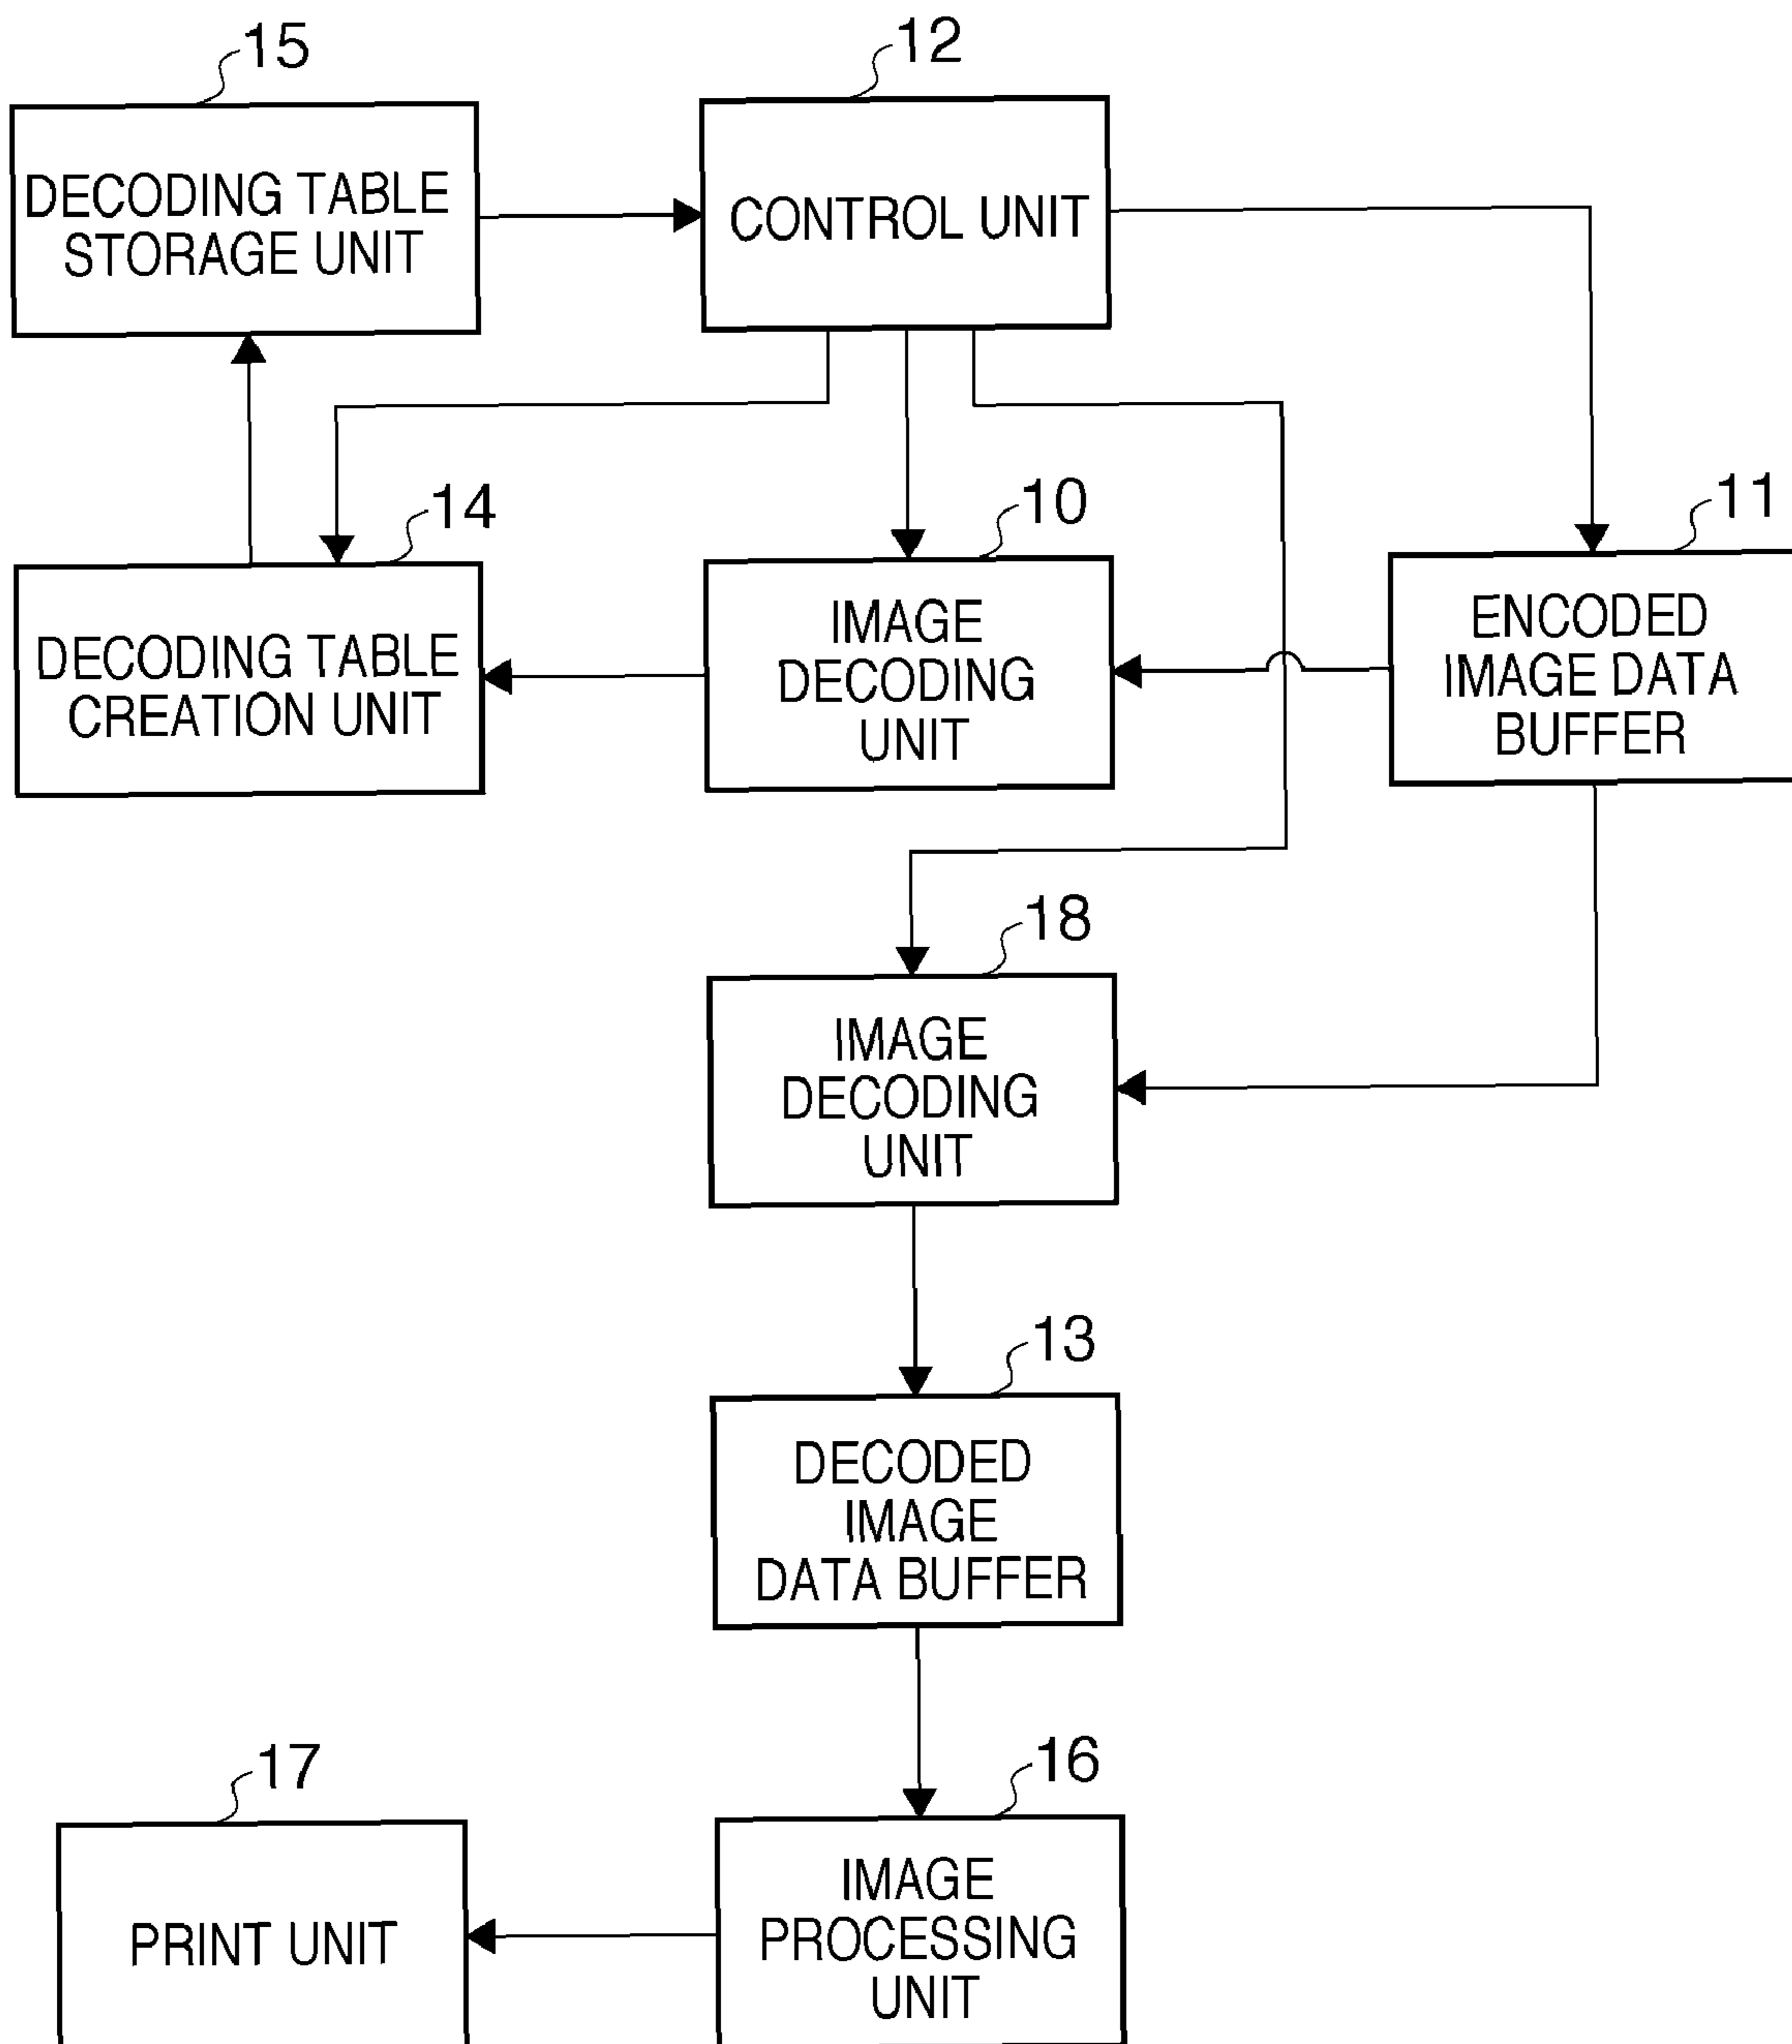 15
12
DECODING TABLE
STORAGE UNIT
CONTROL UNIT
14
10
11
DECODING TABLE
CREATION UNIT
IMAGE
DECODING
UNIT
ENCODED
IMAGE DATA
BUFFER
18
IMAGE
DECODING
UNIT
13
DECODED
IMAGE
DATA BUFFER
17
16
PRINT UNIT
IMAGE
PROCESSING
UNIT